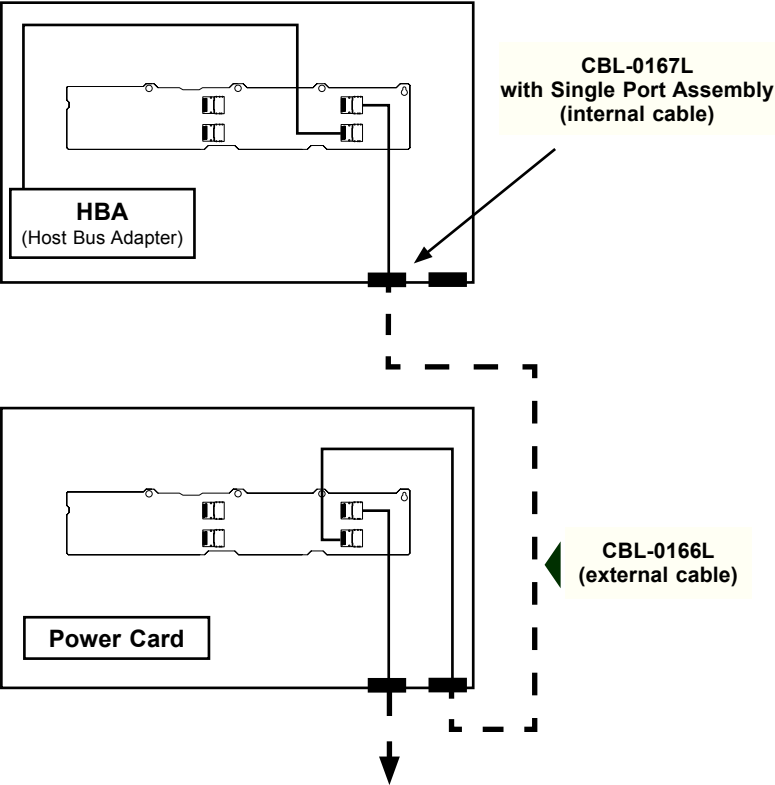 CBL-0167L
with Single Port Assembly
(internal cable)
HBA
(Host Bus Adapter)
CBL-0166L
(external cable)
Power Card